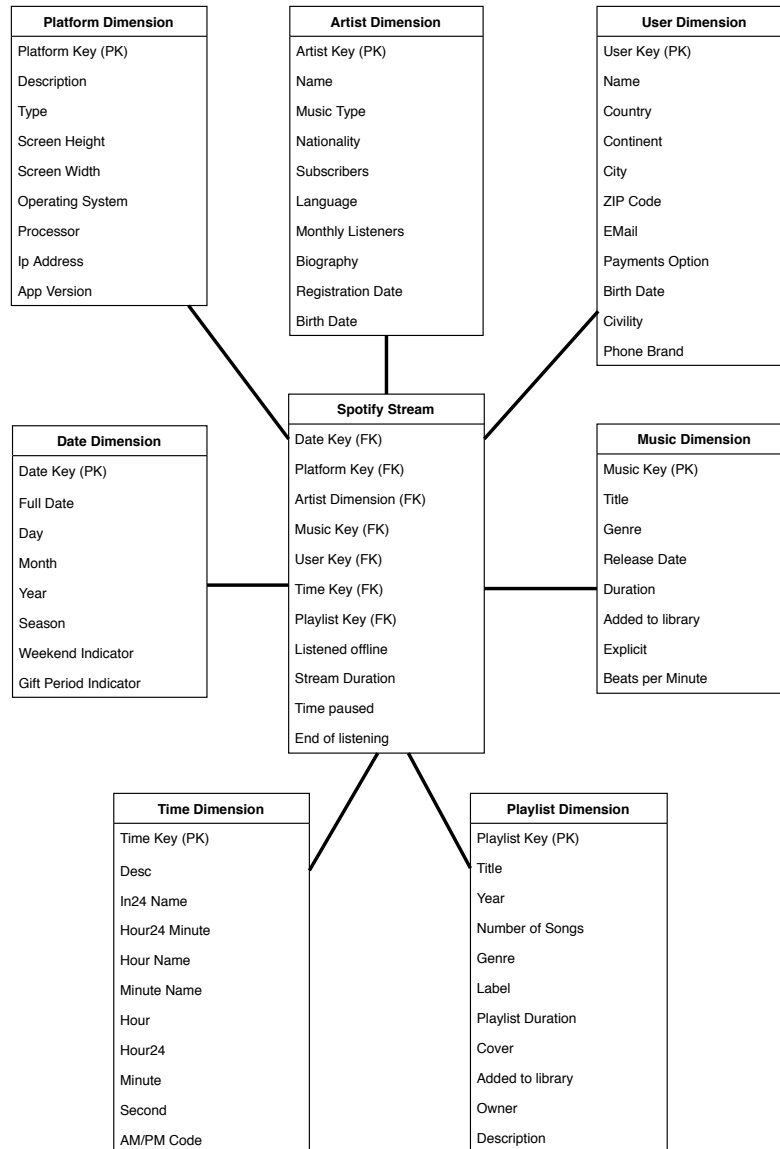 Platform Dimension
Platform Key (PK)
Description
Type
Screen Height
Screen Width
Operating System
Processor
Ip Address
App Version
Artist Dimension
Artist Key (PK)
Name
Music Type
Nationality
Subscribers
Language
Monthly Listeners
Biography
Registration Date
Birth Date
User Dimension
User Key (PK)
Name
Country
Continent
City
ZIP Code
EMail
Payments Option
Birth Date
Civility
Phone Brand
Date Dimension
Date Key (PK)
Full Date
Day
Month
Year
Season
Weekend Indicator
Gift Period Indicator
Spotify Stream
Date Key (FK)
Platform Key (FK)
Artist Dimension (FK)
Music Key (FK)
User Key (FK)
Time Key (FK)
Playlist Key (FK)
Listened offline
Stream Duration
Time paused
End of listening
Music Dimension
Music Key (PK)
Title
Genre
Release Date
Duration
Added to library
Explicit
Beats per Minute
Time Dimension
Time Key (PK)
Desc
In24 Name
Hour24 Minute
Hour Name
Minute Name
Hour
Hour24
Minute
Second
AM/PM Code
Playlist Dimension
Playlist Key (PK)
Title
Year
Number of Songs
Genre
Label
Playlist Duration
Cover
Added to library
Owner
Description